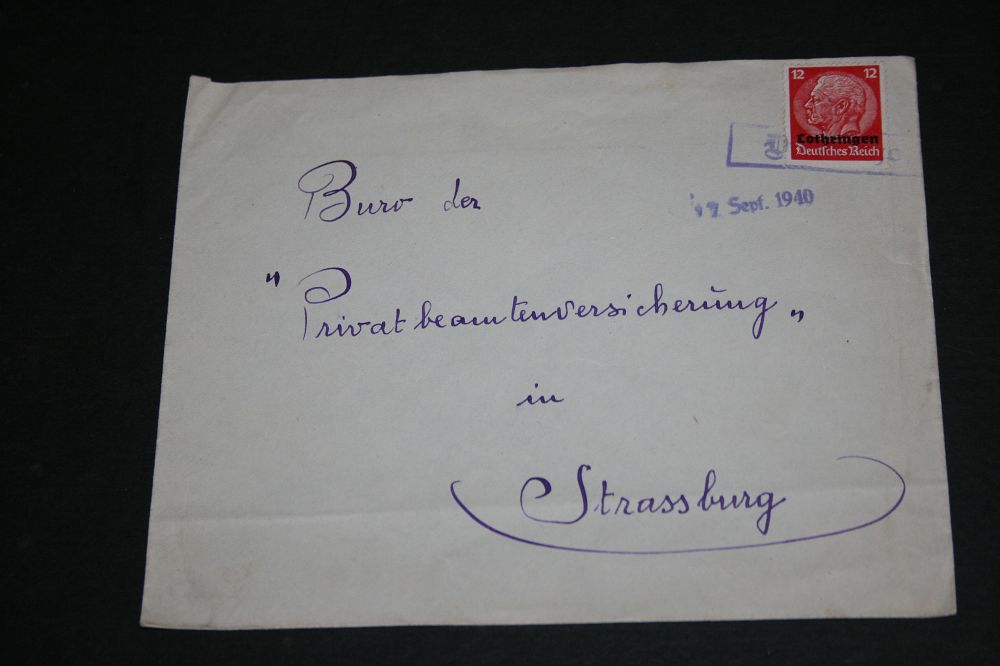 12 12
Lothringen
Deutsches Reich
Sept. 1940
Buro der
„ Privatbeamtenversicherung „
in
Strassburg